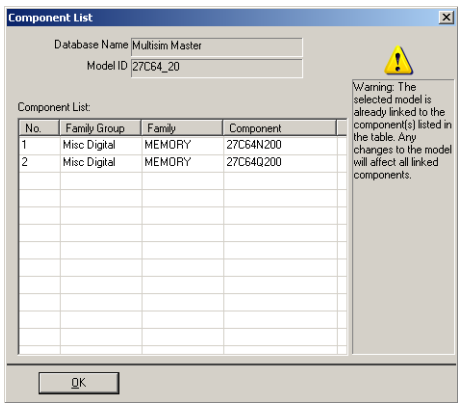 Component List
Database Name Multisim Master
Model ID 27C64_20
Warning: The
selected model is
already linked to the
component(s) listed in
the table. Any
changes to the model
will affect all linked
components.
Component List:
No. Family Group Family Component
1 Misc Digital MEMORY 27C64N200
2 Misc Digital MEMORY 27C64Q200
OK